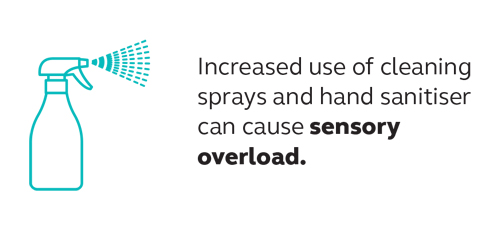 Increased use of cleaning
sprays and hand sanitiser
can cause sensory
overload.